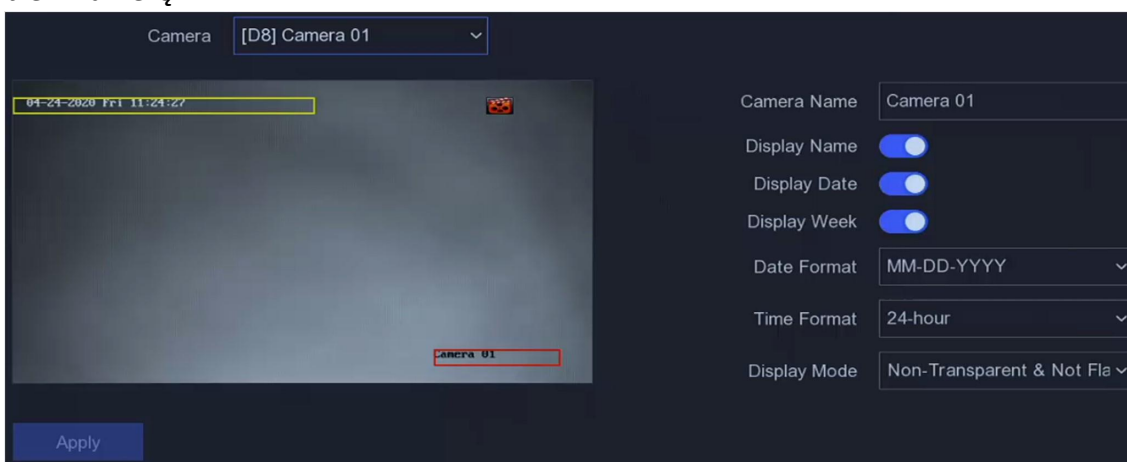 Camera
[D8] Camera 01
04-24-2020 Fri 11:24:27
Camera 01
Camera Name
Camera 01
Display Name
Display Date
Display Week
Date Format
MM-DD-YYYY
Time Format
24-hour
Display Mode
Non-Transparent & Not Fla
Apply